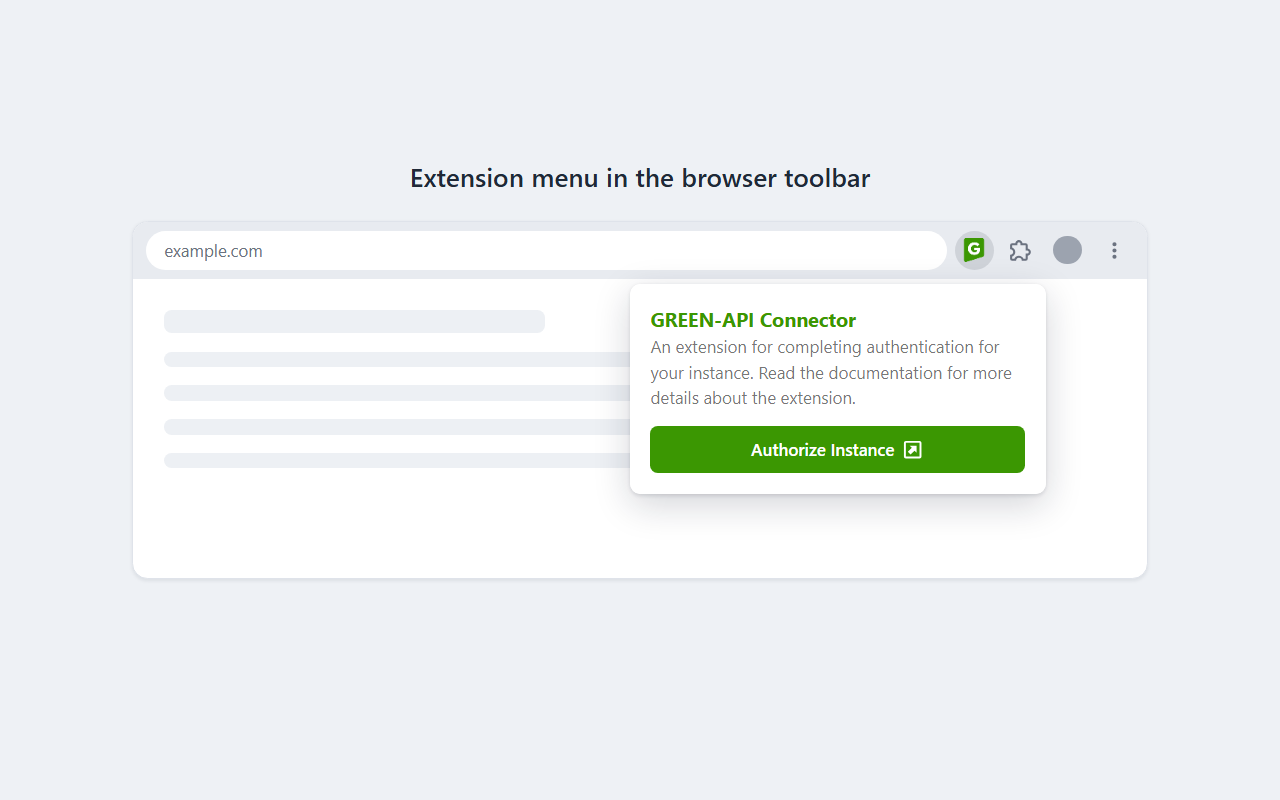 Extension menu in the browser toolbar
example.com
G
GREEN-API Connector
An extension for completing authentication for
your instance. Read the documentation for more
details about the extension.
Authorize Instance